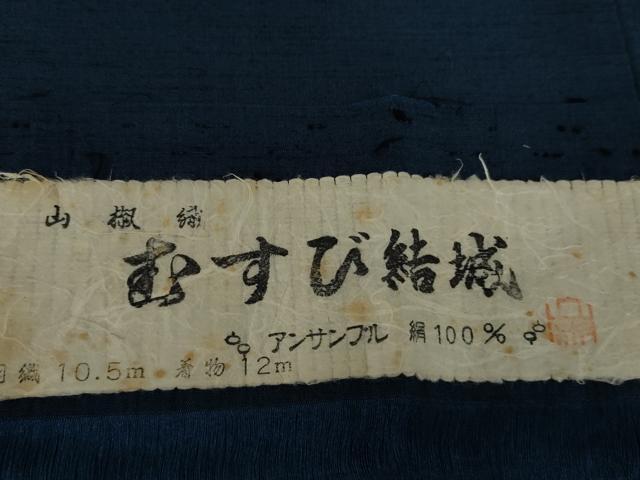 山椒繍
むすび結城
アンサンブル 絹100%
羽織 10.5m 着物 12m